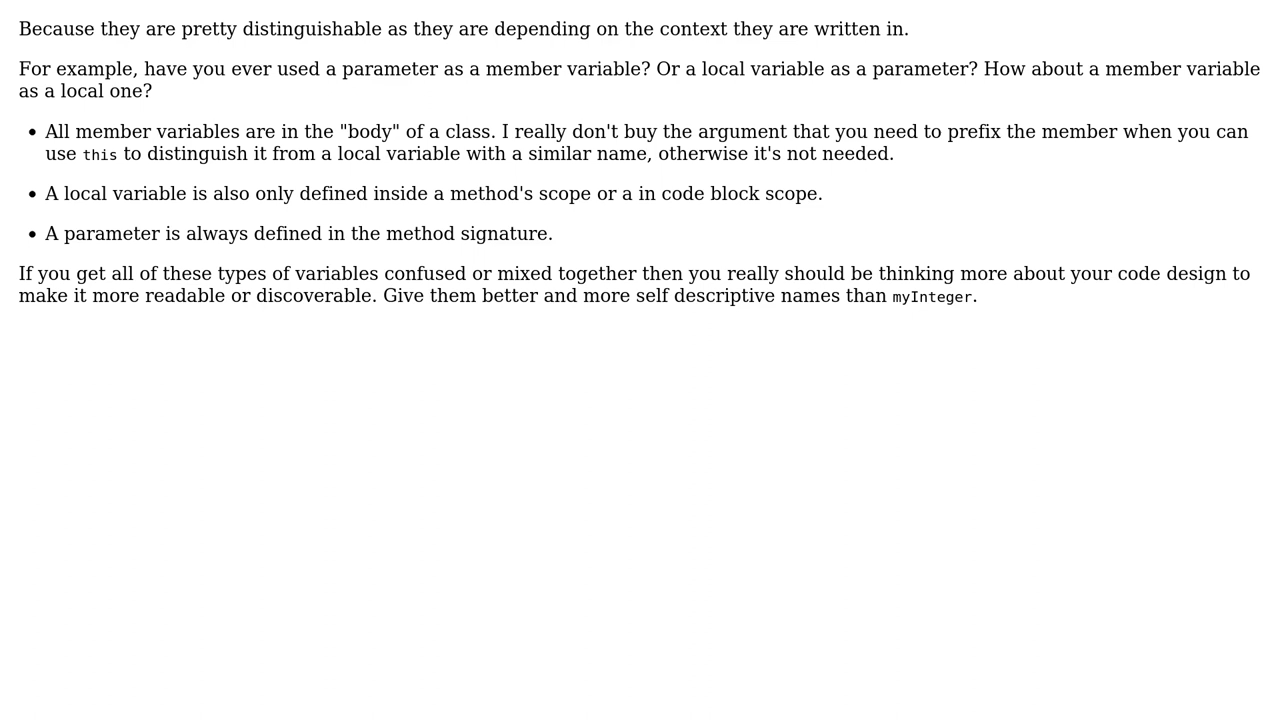 Because they are pretty distinguishable as they are depending on the context they are written in.
For example, have you ever used a parameter as a member variable? Or a local variable as a parameter? How about a member variable
as a local one?
• All member variables are in the "body" of a class. I really don't buy the argument that you need to prefix the member when you can
use this to distinguish it from a local variable with a similar name, otherwise it's not needed.
• A local variable is also only defined inside a method's scope or a in code block scope.
• A parameter is always defined in the method signature.
If you get all of these types of variables confused or mixed together then you really should be thinking more about your code design to
make it more readable or discoverable. Give them better and more self descriptive names than myInteger.